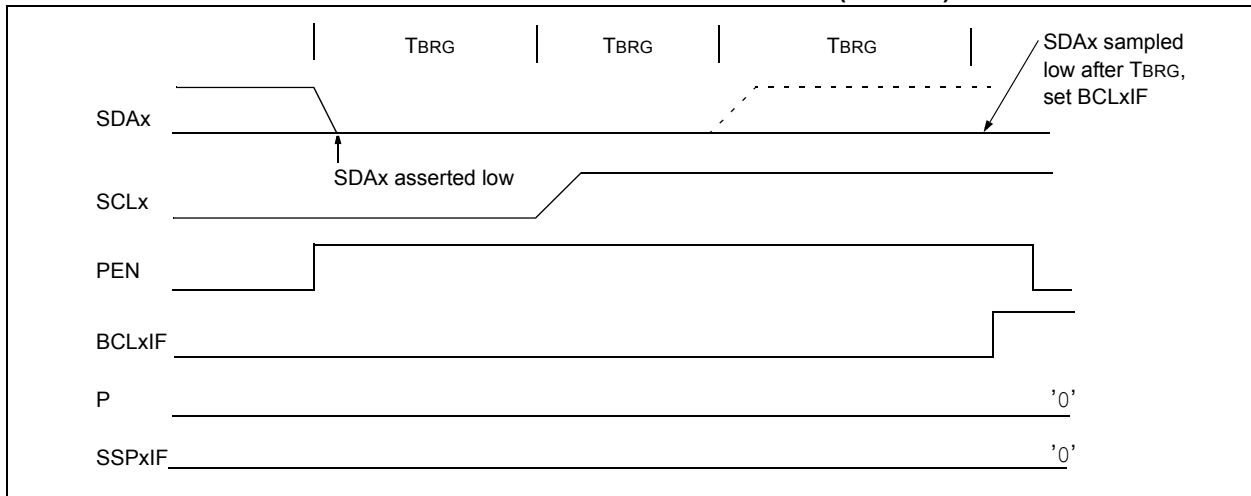 TBRG TBRG TBRG
SDAx sampled
low after TBRG,
set BCLxIF
SDAx
SDAx asserted low
SCLx
PEN
BCLxIF
P '0'
SSPxIF '0'